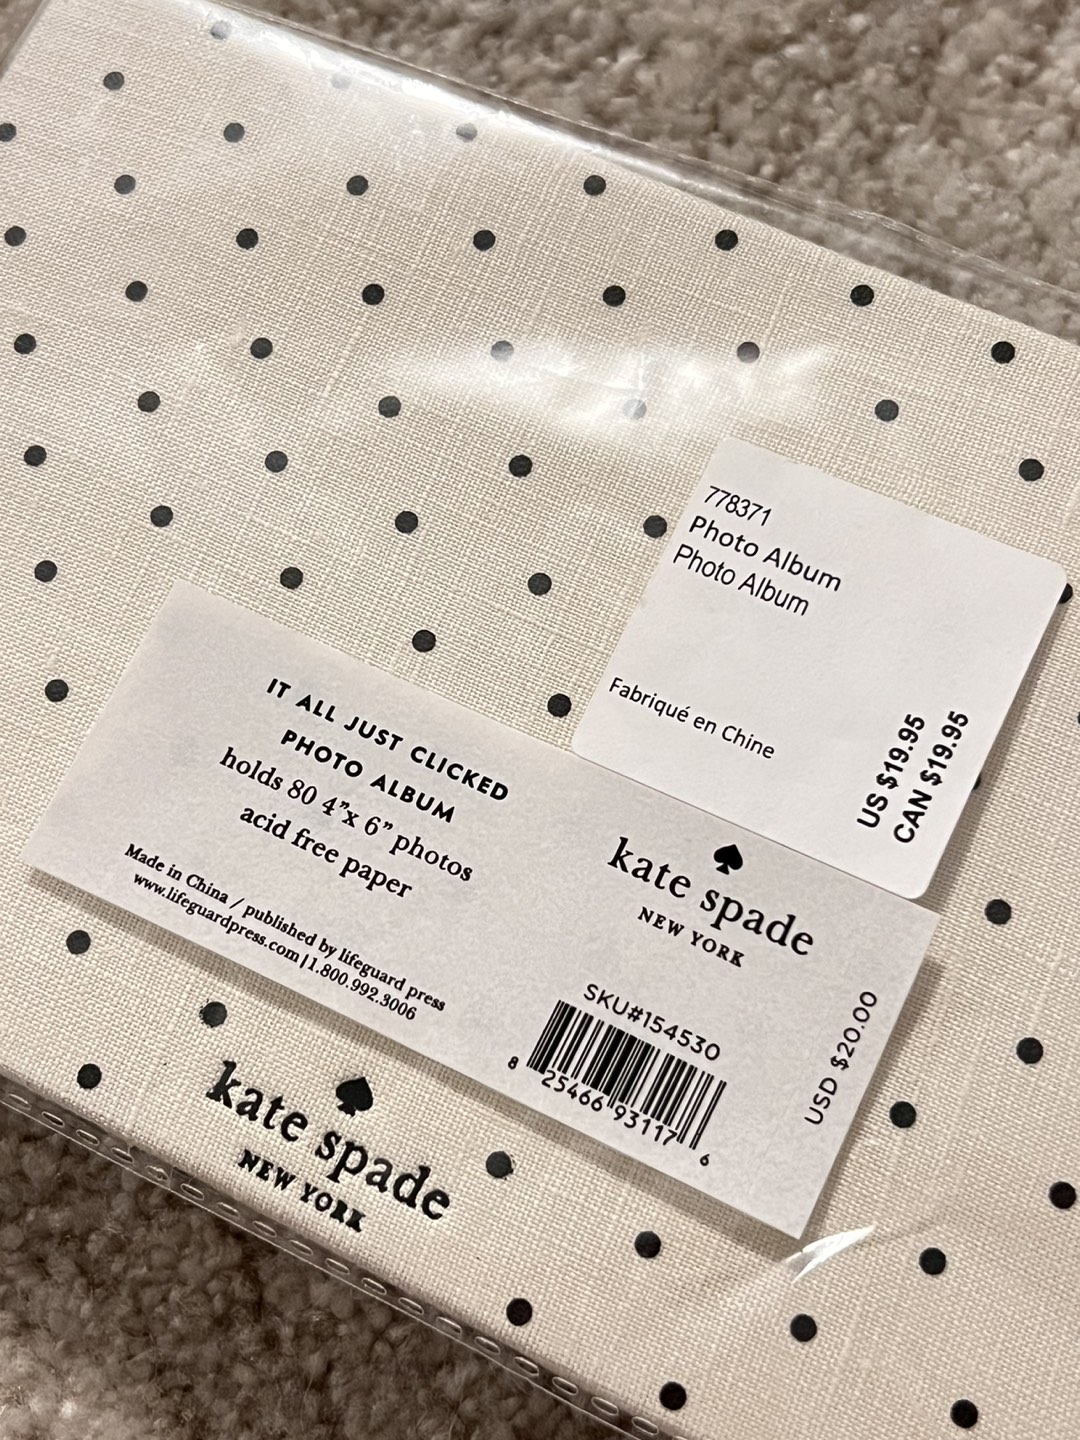 778371
Photo Album
Photo Album
Fabriqué en Chine
US $19.95
CAN $19.95
IT ALL JUST CLICKED
PHOTO ALBUM
holds 80 4”x 6” photos
acid free paper
Made in China / published by lifeguard press
www.lifeguardpress.com|1.800.992.3006
kate spade
NEW YORK
SKU#154530
8 25466 93117 6
USD $20.00
kate spade
NEW YORK